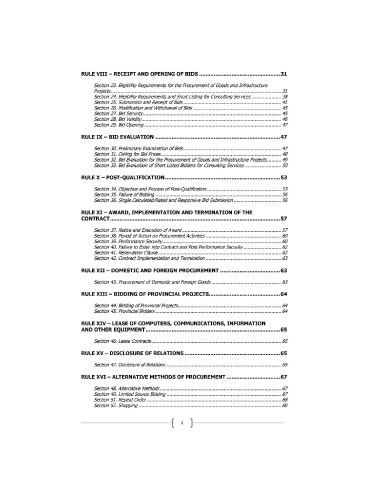 RULE VIII – RECEIPT AND OPENING OF BIDS 31
Section 23. Eligibility Requirements for the Procurement of Goods and Infrastructure
Projects 31
Section 24. Eligibility Requirements and Short Listing for Consulting Services 38
Section 25. Submission and Receipt of Bids 41
Section 26. Modification and Withdrawal of Bids 45
Section 27. Bid Security 45
Section 28. Bid Validity 46
Section 29. Bid Opening 47
RULE IX – BID EVALUATION 47
Section 30. Preliminary Examination of Bids 47
Section 31. Ceiling for Bid Prices 48
Section 32. Bid Evaluation for the Procurement of Goods and Infrastructure Projects 49
Section 33. Bid Evaluation of Short Listed Bidders for Consulting Services 50
RULE X – POST-QUALIFICATION 53
Section 34. Objective and Process of Post-Qualification 53
Section 35. Failure of Bidding 56
Section 36. Single Calculated/Rated and Responsive Bid Submission 56
RULE XI – AWARD, IMPLEMENTATION AND TERMINATION OF THE
CONTRACT 57
Section 37. Notice and Execution of Award 57
Section 38. Period of Action on Procurement Activities 60
Section 39. Performance Security 60
Section 40. Failure to Enter into Contract and Post Performance Security 62
Section 41. Reservation Clause 62
Section 42. Contract Implementation and Termination 63
RULE XII – DOMESTIC AND FOREIGN PROCUREMENT 63
Section 43. Procurement of Domestic and Foreign Goods 63
RULE XIII – BIDDING OF PROVINCIAL PROJECTS 64
Section 44. Bidding of Provincial Projects 64
Section 45. Provincial Bidders 64
RULE XIV – LEASE OF COMPUTERS, COMMUNICATIONS, INFORMATION
AND OTHER EQUIPMENT 65
Section 46. Lease Contracts 65
RULE XV – DISCLOSURE OF RELATIONS 65
Section 47. Disclosure of Relations 65
RULE XVI – ALTERNATIVE METHODS OF PROCUREMENT 67
Section 48. Alternative Methods 67
Section 49. Limited Source Bidding 67
Section 51. Repeat Order 68
Section 52. Shopping 69